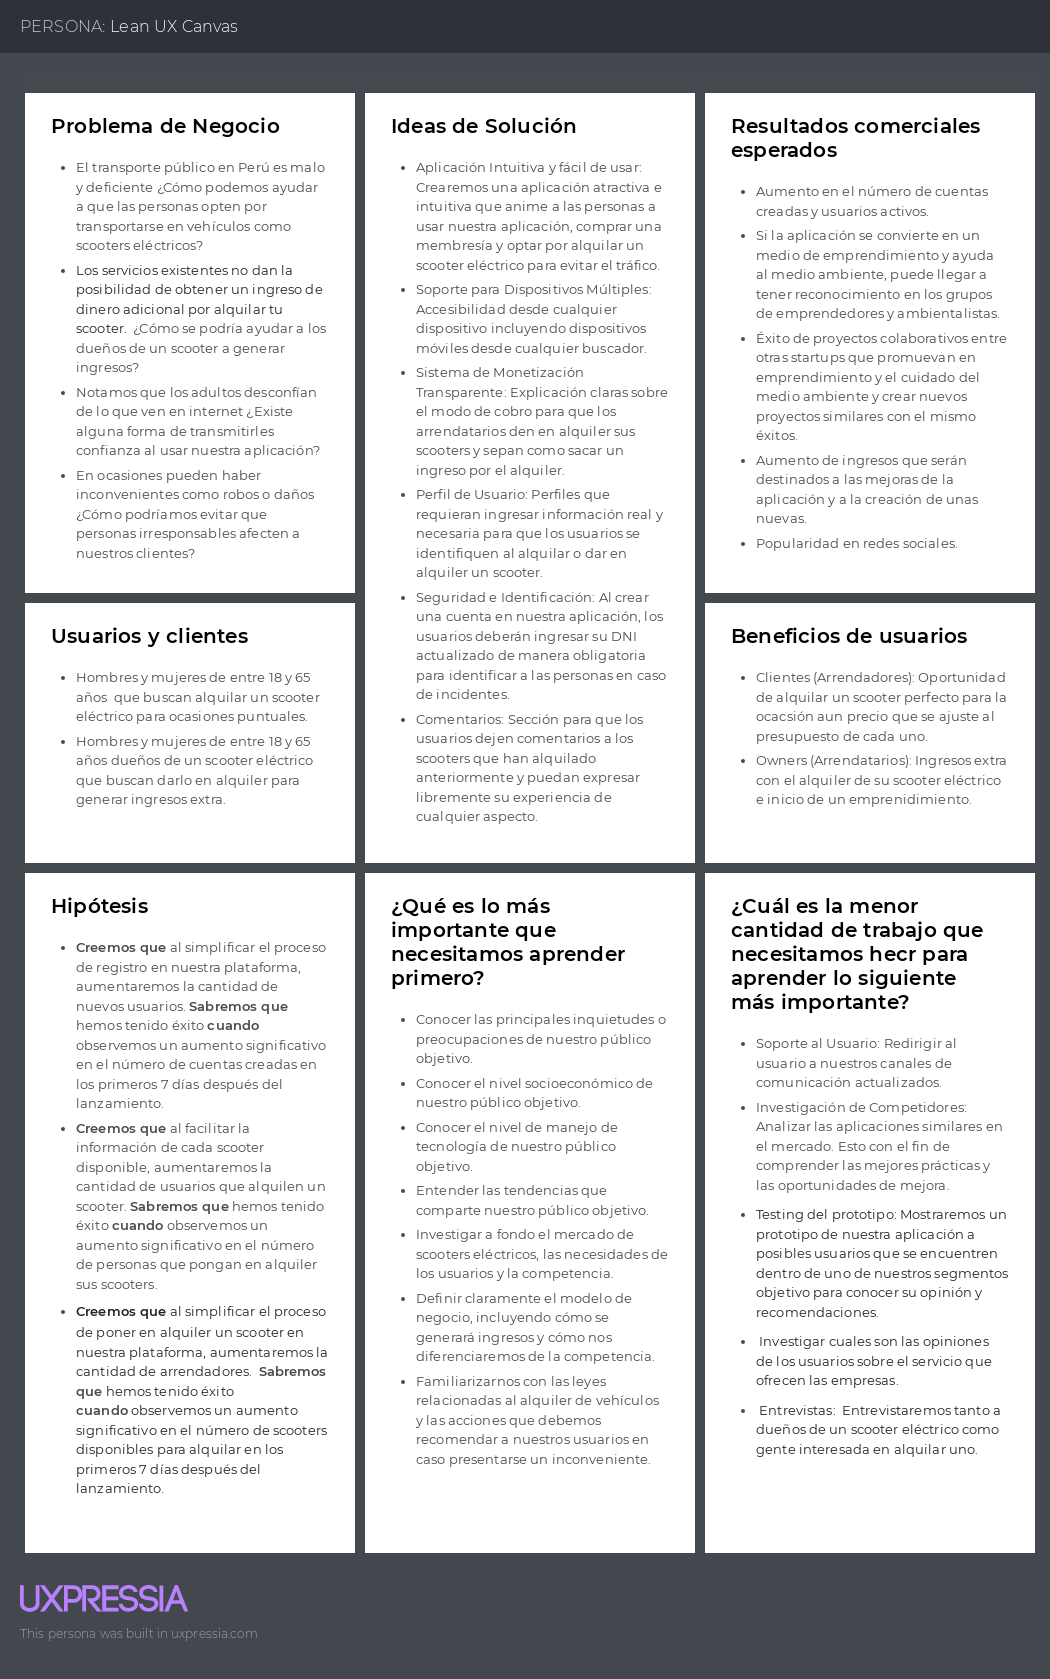 PERSONA: Lean UX Canvas
Problema de Negocio
El transporte público en Perú es malo
y deficiente ¿Cómo podemos ayudar
a que las personas opten por
transportarse en vehículos como
scooters eléctricos?
Los servicios existentes no dan la
posibilidad de obtener un ingreso de
dinero adicional por alquilar tu
scooter. ¿Cómo se podría ayudar a los
dueños de un scooter a generar
ingresos?
Notamos que los adultos desconfían
de lo que ven en internet ¿Existe
alguna forma de transmitirles
confianza al usar nuestra aplicación?
En ocasiones pueden haber
inconvenientes como robos o daños
¿Cómo podríamos evitar que
personas irresponsables afecten a
nuestros clientes?
Ideas de Solución
Aplicación Intuitiva y fácil de usar:
Crearemos una aplicación atractiva e
intuitiva que anime a las personas a
usar nuestra aplicación, comprar una
membresía y optar por alquilar un
scooter eléctrico para evitar el tráfico.
Soporte para Dispositivos Múltiples:
Accesibilidad desde cualquier
dispositivo incluyendo dispositivos
móviles desde cualquier buscador.
Sistema de Monetización
Transparente: Explicación claras sobre
el modo de cobro para que los
arrendatarios den en alquiler sus
scooters y sepan como sacar un
ingreso por el alquiler.
Perfil de Usuario: Perfiles que
requieran ingresar información real y
necesaria para que los usuarios se
identifiquen al alquilar o dar en
alquiler un scooter.
Seguridad e Identificación: Al crear
una cuenta en nuestra aplicación, los
usuarios deberán ingresar su DNI
actualizado de manera obligatoria
para identificar a las personas en caso
de incidentes.
Comentarios: Sección para que los
usuarios dejen comentarios a los
scooters que han alquilado
anteriormente y puedan expresar
libremente su experiencia de
cualquier aspecto.
Resultados comerciales
esperados
Aumento en el número de cuentas
creadas y usuarios activos.
Si la aplicación se convierte en un
medio de emprendimiento y ayuda
al medio ambiente, puede llegar a
tener reconocimiento en los grupos
de emprendedores y ambientalistas.
Éxito de proyectos colaborativos entre
otras startups que promuevan en
emprendimiento y el cuidado del
medio ambiente y crear nuevos
proyectos similares con el mismo
éxitos.
Aumento de ingresos que serán
destinados a las mejoras de la
aplicación y a la creación de unas
nuevas.
Popularidad en redes sociales.
Usuarios y clientes
Hombres y mujeres de entre 18 y 65
años que buscan alquilar un scooter
eléctrico para ocasiones puntuales.
Hombres y mujeres de entre 18 y 65
años dueños de un scooter eléctrico
que buscan darlo en alquiler para
generar ingresos extra.
Beneficios de usuarios
Clientes (Arrendadores): Oportunidad
de alquilar un scooter perfecto para la
ocacsión aun precio que se ajuste al
presupuesto de cada uno.
Owners (Arrendatarios): Ingresos extra
con el alquiler de su scooter eléctrico
e inicio de un emprenidimiento.
Hipótesis
Creemos que al simplificar el proceso
de registro en nuestra plataforma,
aumentaremos la cantidad de
nuevos usuarios. Sabremos que
hemos tenido éxito cuando
observemos un aumento significativo
en el número de cuentas creadas en
los primeros 7 días después del
lanzamiento.
Creemos que al facilitar la
información de cada scooter
disponible, aumentaremos la
cantidad de usuarios que alquilen un
scooter. Sabremos que hemos tenido
éxito cuando observemos un
aumento significativo en el número
de personas que pongan en alquiler
sus scooters.
Creemos que al simplificar el proceso
de poner en alquiler un scooter en
nuestra plataforma, aumentaremos la
cantidad de arrendadores. Sabremos
que hemos tenido éxito
cuando observemos un aumento
significativo en el número de scooters
disponibles para alquilar en los
primeros 7 días después del
lanzamiento.
¿Qué es lo más
importante que
necesitamos aprender
primero?
Conocer las principales inquietudes o
preocupaciones de nuestro público
objetivo.
Conocer el nivel socioeconómico de
nuestro público objetivo.
Conocer el nivel de manejo de
tecnología de nuestro público
objetivo.
Entender las tendencias que
comparte nuestro público objetivo.
Investigar a fondo el mercado de
scooters eléctricos, las necesidades de
los usuarios y la competencia.
Definir claramente el modelo de
negocio, incluyendo cómo se
generará ingresos y cómo nos
diferenciaremos de la competencia.
Familiarizarnos con las leyes
relacionadas al alquiler de vehículos
y las acciones que debemos
recomendar a nuestros usuarios en
caso presentarse un inconveniente.
¿Cuál es la menor
cantidad de trabajo que
necesitamos hecr para
aprender lo siguiente
más importante?
Soporte al Usuario: Redirigir al
usuario a nuestros canales de
comunicación actualizados.
Investigación de Competidores:
Analizar las aplicaciones similares en
el mercado. Esto con el fin de
comprender las mejores prácticas y
las oportunidades de mejora.
Testing del prototipo: Mostraremos un
prototipo de nuestra aplicación a
posibles usuarios que se encuentren
dentro de uno de nuestros segmentos
objetivo para conocer su opinión y
recomendaciones.
Investigar cuales son las opiniones
de los usuarios sobre el servicio que
ofrecen las empresas.
Entrevistas: Entrevistaremos tanto a
dueños de un scooter eléctrico como
gente interesada en alquilar uno.
UXPRESSIA
This persona was built in uxpressia.com